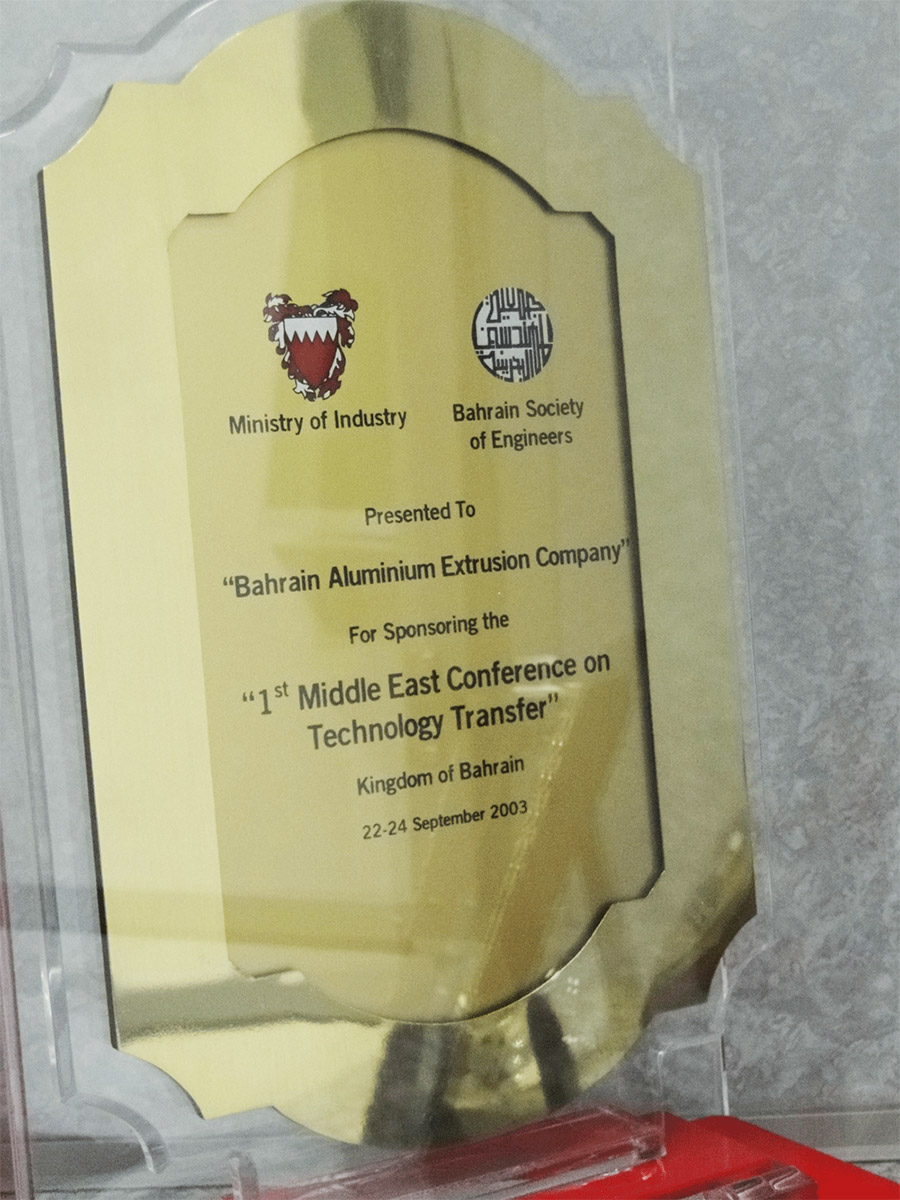 Ministry of Industry
Bahrain Society
of Engineers
Presented To
“Bahrain Aluminium Extrusion Company”
For Sponsoring the
“1st Middle East Conference on
Technology Transfer”
Kingdom of Bahrain
22-24 September 2003